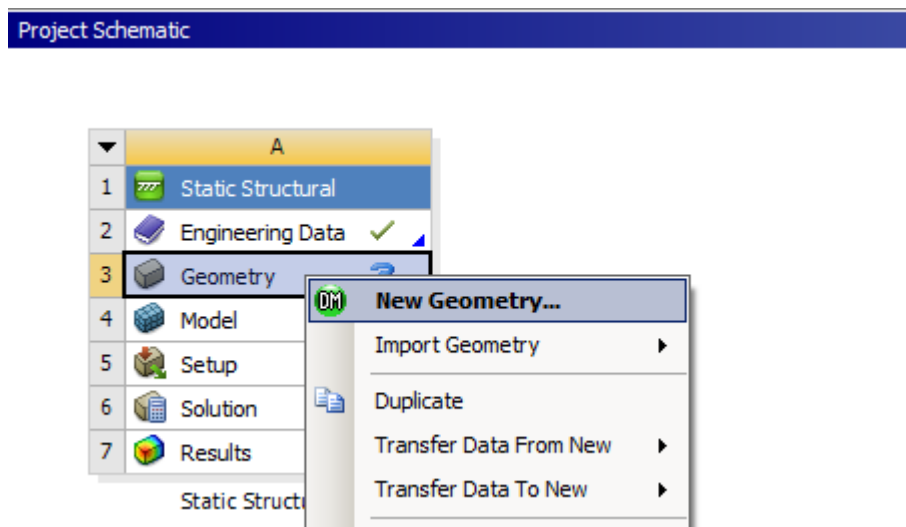 Project Schematic
A
1 Static Structural
2 Engineering Data
3 Geometry
DM New Geometry...
4 Model
Import Geometry
5 Setup
6 Solution
Duplicate
7 Results
Transfer Data From New
Transfer Data To New
Static